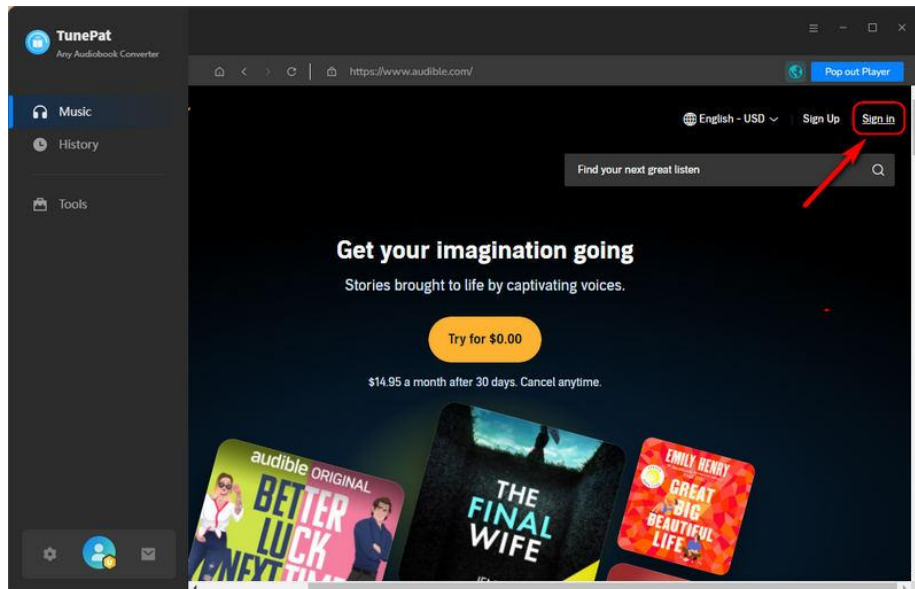 TunePat
Any Audiobook Converter
https://www.audible.com/
Pop out Player
Music
History
Tools
English - USD
Sign Up
Sign in
Find your next great listen
Get your imagination going
Stories brought to life by captivating voices.
Try for $0.00
$14.95 a month after 30 days. Cancel anytime.
audible ORIGINAL
BETTER
LUCK
NEXT TIME
THE
FINAL
WIFE
EMILY HENRY
GREAT
BIG
BEAUTIFUL
LIFE